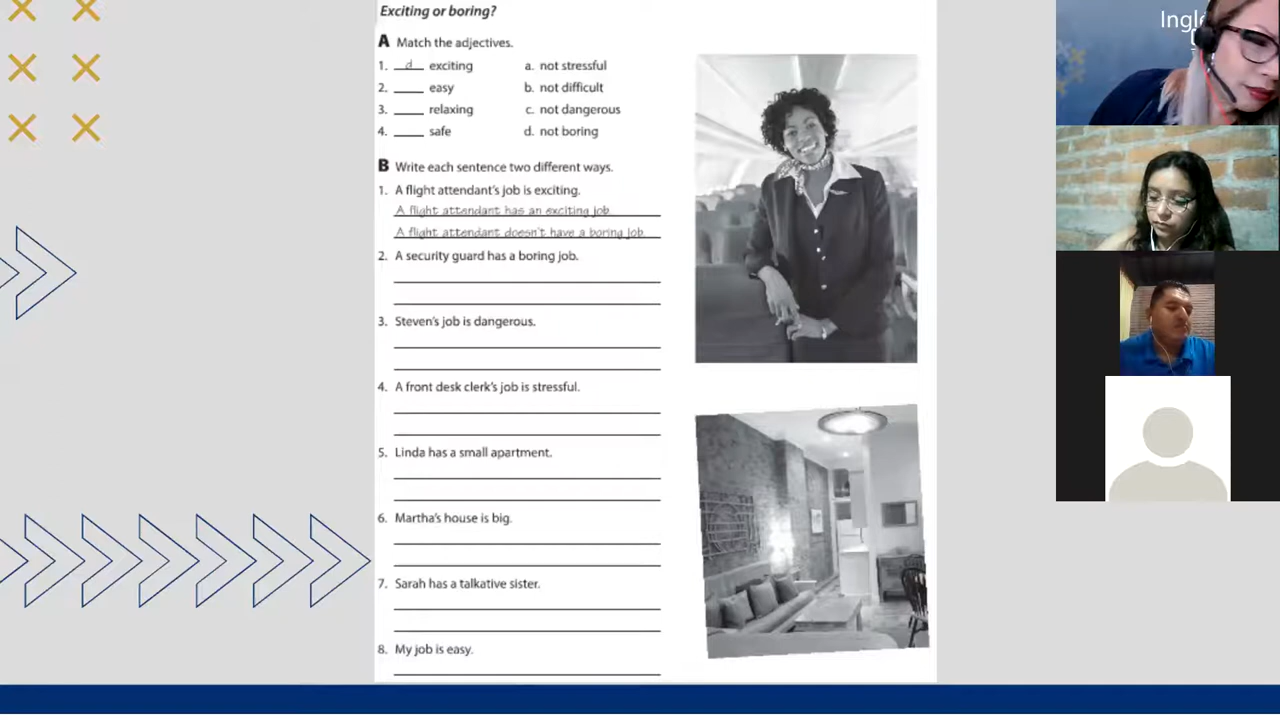 Exciting or boring?
A Match the adjectives.
1. d exciting a. not stressful
2. ____ easy b. not difficult
3. ____ relaxing c. not dangerous
4. ____ safe d. not boring
B Write each sentence two different ways.
1. A flight attendant's job is exciting.
A flight attendant has an exciting job.
A flight attendant doesn't have a boring job.
2. A security guard has a boring job.
3. Steven's job is dangerous.
4. A front desk clerk's job is stressful.
5. Linda has a small apartment.
6. Martha's house is big.
7. Sarah has a talkative sister.
8. My job is easy.